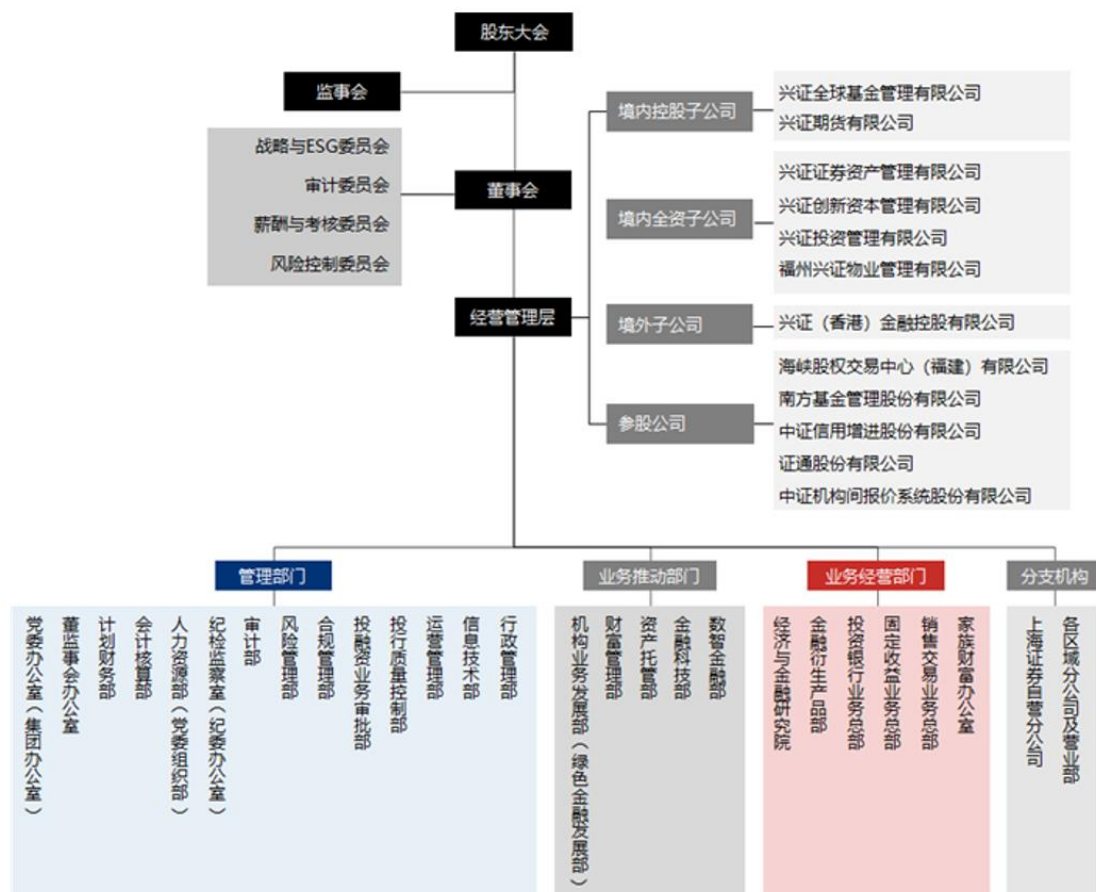 股东大会
监事会
战略与ESG委员会
审计委员会
薪酬与考核委员会
风险控制委员会
董事会
经营管理层
境内控股子公司
兴证全球基金管理有限公司
兴证期货有限公司
境内全资子公司
兴证证券资产管理有限公司
兴证创新资本管理有限公司
兴证投资管理有限公司
福州兴证物业管理有限公司
境外子公司
兴证（香港）金融控股有限公司
参股公司
海峡股权交易中心（福建）有限公司
南方基金管理股份有限公司
中证信用增进股份有限公司
证通股份有限公司
中证机构间报价系统股份有限公司
管理部门
党委办公室（集团办公室）
董监事会办公室
计划财务部
会计核算部
人力资源部（党委组织部）
纪检监察室（纪委办公室）
审计部
风险管理部
合规管理部
投融资业务审批部
投行质量控制部
运营管理部
信息技术部
行政管理部
业务推动部门
机构业务发展部（绿色金融发展部）
财富管理部
资产托管部
金融科技部
数智金融部
业务经营部门
经济与金融研究院
金融衍生产品部
投资银行业务总部
固定收益业务总部
销售交易业务总部
家族财富办公室
分支机构
上海证券自营分公司
各区域分公司及营业部